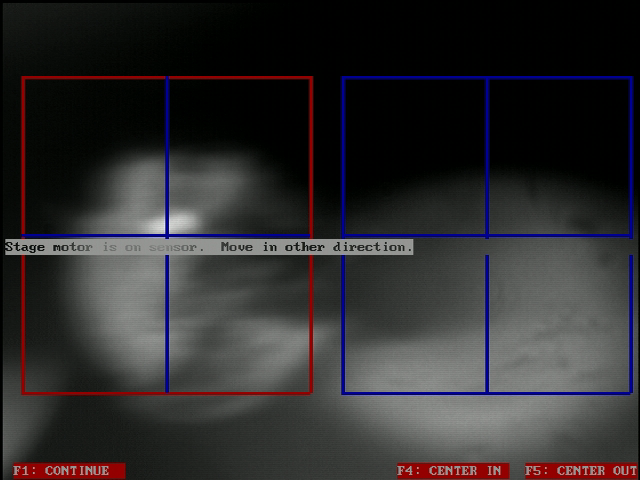 Stage motor is on sensor.  Move in other direction.
F1: CONTINUE
F4: CENTER IN
F5: CENTER OUT